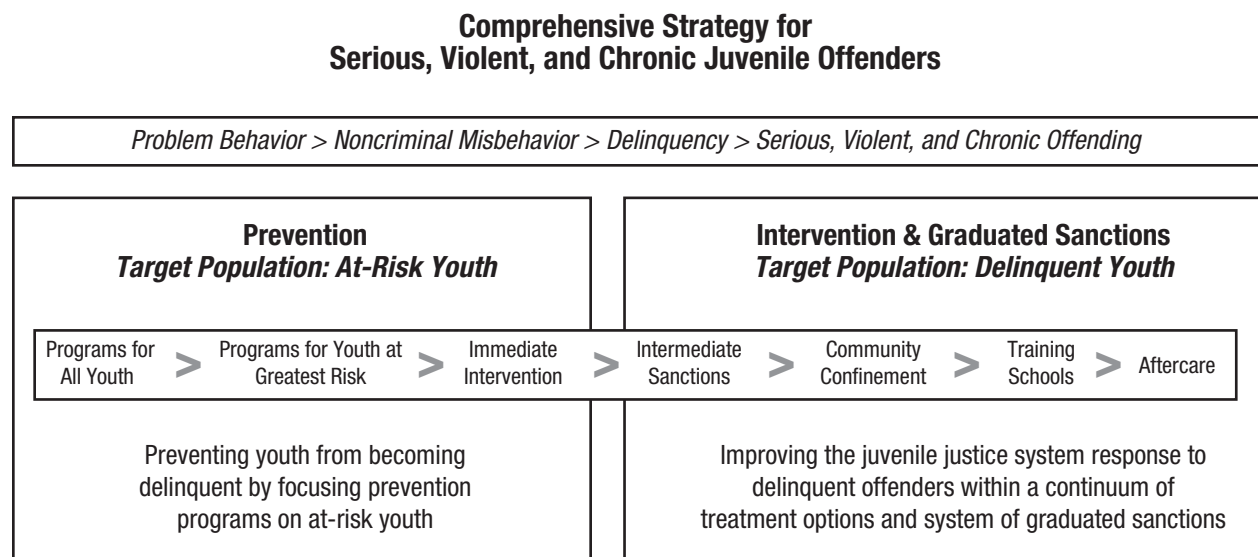 Comprehensive Strategy for
Serious, Violent, and Chronic Juvenile Offenders
Problem Behavior > Noncriminal Misbehavior > Delinquency > Serious, Violent, and Chronic Offending
Prevention
Target Population: At-Risk Youth
Intervention & Graduated Sanctions
Target Population: Delinquent Youth
Programs for
All Youth
>
Programs for Youth at
Greatest Risk
>
Immediate
Intervention
>
Intermediate
Sanctions
>
Community
Confinement
>
Training
Schools
>
Aftercare
Preventing youth from becoming
delinquent by focusing prevention
programs on at-risk youth
Improving the juvenile justice system response to
delinquent offenders within a continuum of
treatment options and system of graduated sanctions